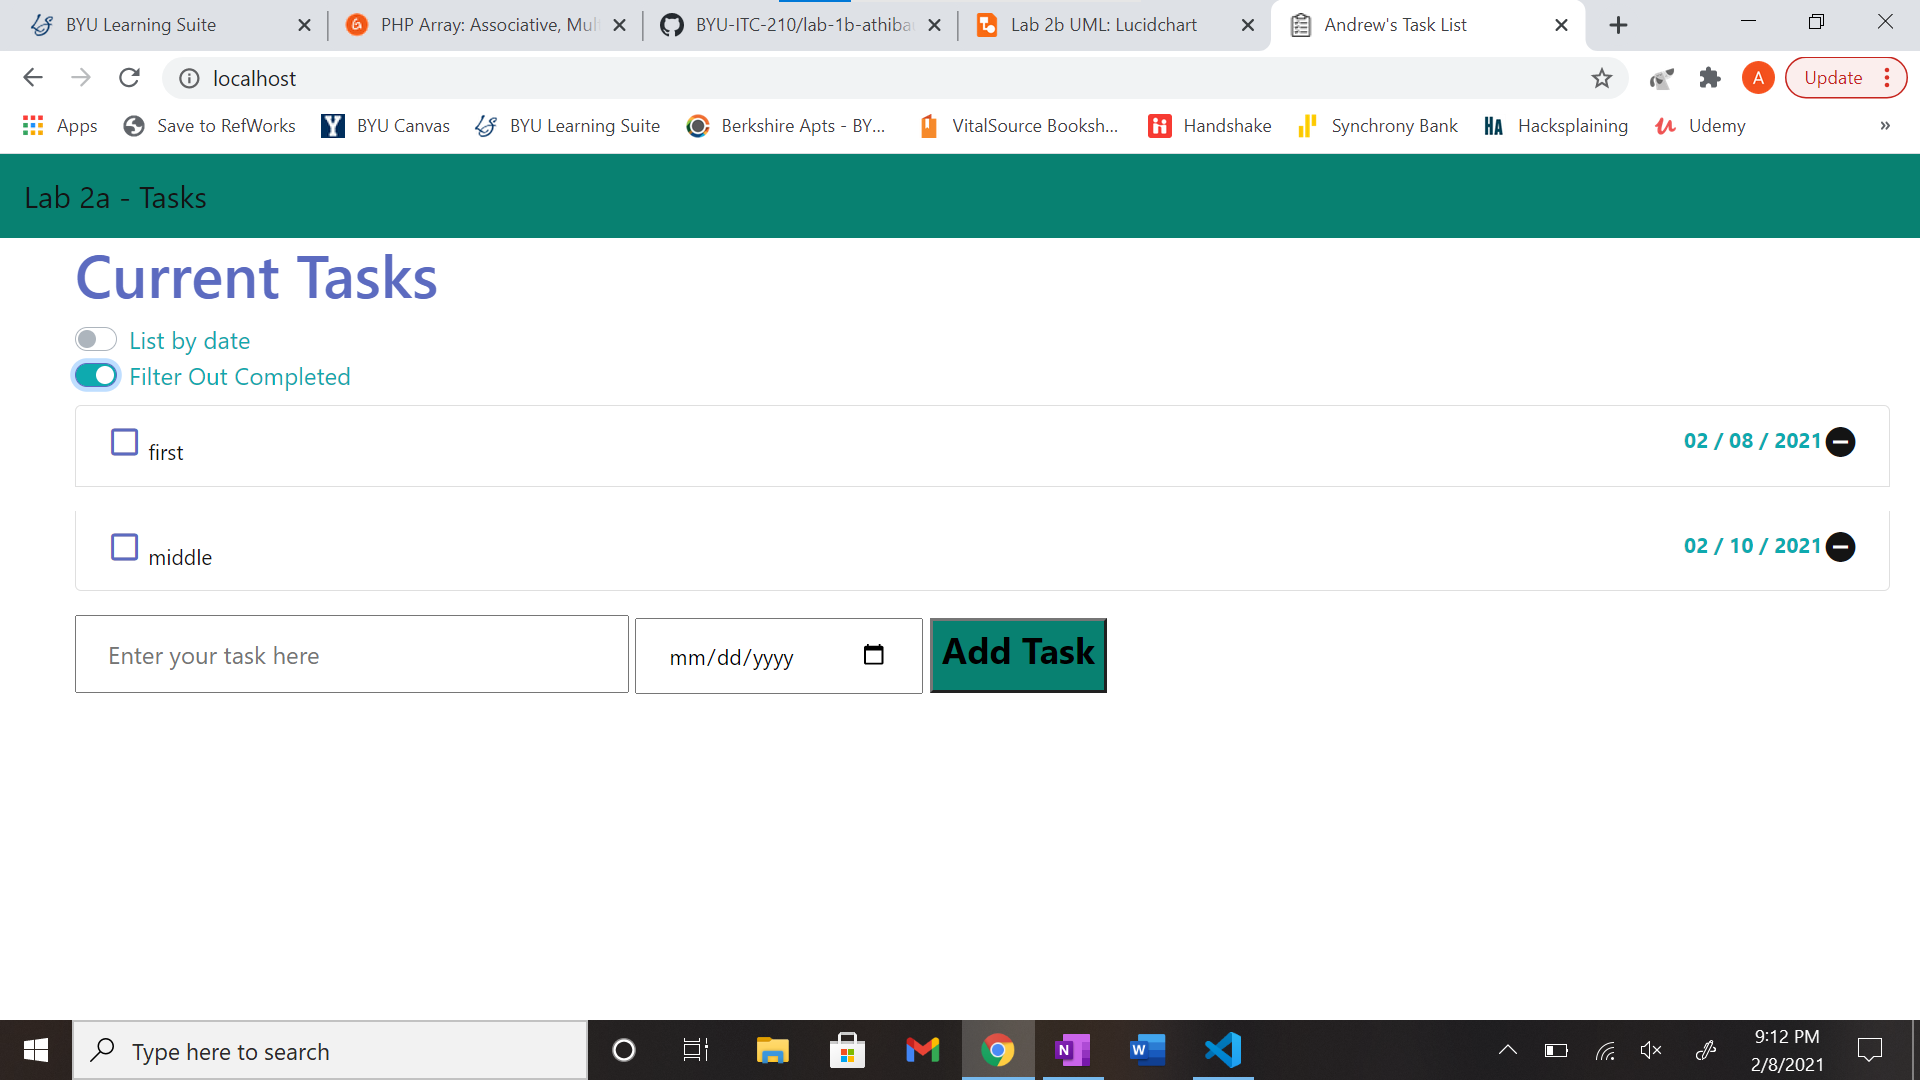 BYU Learning Suite
PHP Array: Associative, Mul
BYU-ITC-210/lab-1b-athiba
Lab 2b UML: Lucidchart
Andrew's Task List
localhost
A
Update
Apps
Save to RefWorks
BYU Canvas
BYU Learning Suite
Berkshire Apts - BY...
VitalSource Booksh...
Handshake
Synchrony Bank
HA
Hacksplaining
Udemy
»
Lab 2a - Tasks
Current Tasks
List by date
Filter Out Completed
first
02 / 08 / 2021
middle
02 / 10 / 2021
Enter your task here
mm/dd/yyyy
Add Task
Type here to search
N
W
9:12 PM
2/8/2021